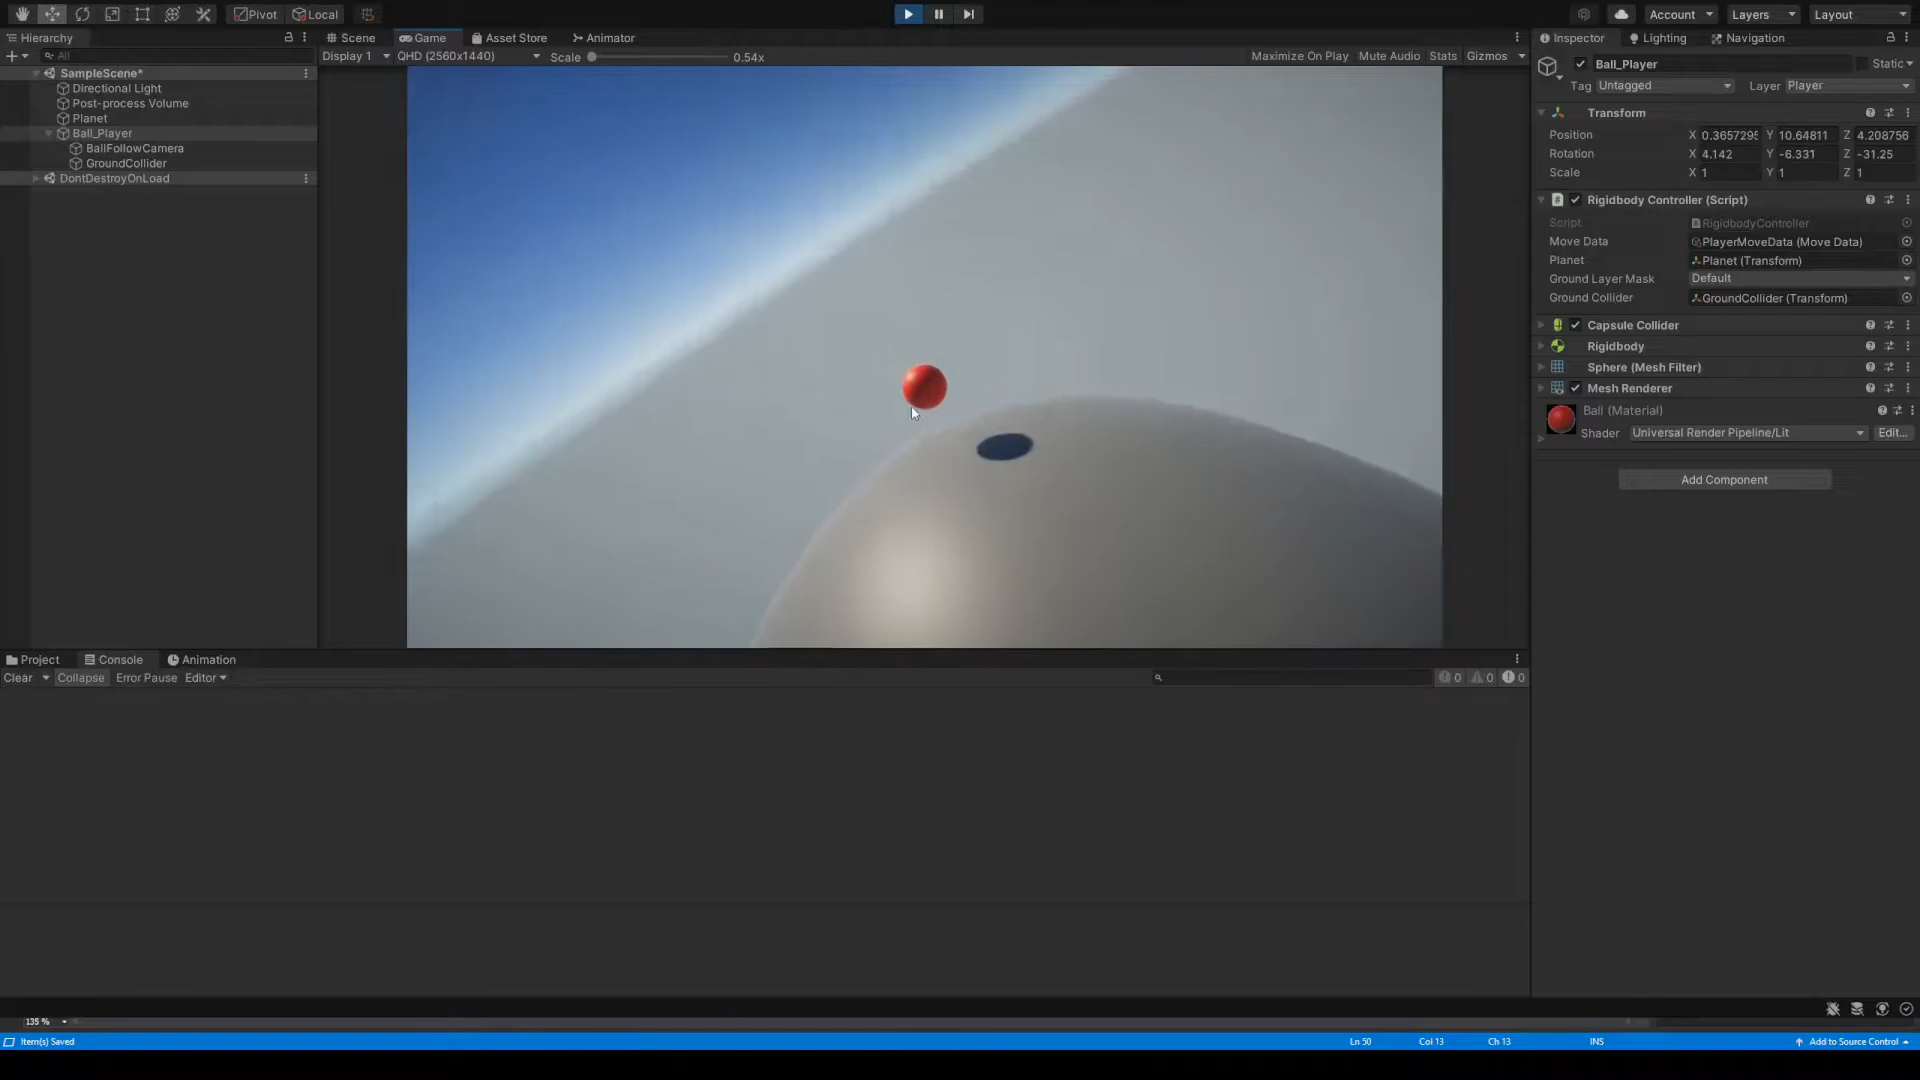 Pivot Local Account Layers Layout
Hierarchy Scene Game Asset Store Animator Inspector Lighting Navigation
All Display 1 QHD (2560x1440) Scale 0.54x Maximize On Play Mute Audio Stats Gizmos
Ball_Player Static
SampleScene*
Tag Untagged Layer Player
Directional Light
Post-process Volume
Planet
Ball_Player
BallFollowCamera
GroundCollider
DontDestroyOnLoad
Transform
Position X 0.3657295 Y 10.64811 Z 4.208756
Rotation X 4.142 Y -6.331 Z -31.25
Scale X 1 Y 1 Z 1
Rigidbody Controller (Script)
Script RigidbodyController
Move Data PlayerMoveData (Move Data)
Planet Planet (Transform)
Ground Layer Mask Default
Ground Collider GroundCollider (Transform)
Capsule Collider
Rigidbody
Sphere (Mesh Filter)
Mesh Renderer
Ball (Material)
Shader Universal Render Pipeline/Lit Edit...
Add Component
Project Console Animation
Clear Collapse Error Pause Editor 0 0 0
135 %
Item(s) Saved Ln 50 Col 13 Ch 13 INS Add to Source Control